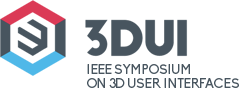 3DUI
IEEE SYMPOSIUM
ON 3D USER INTERFACES